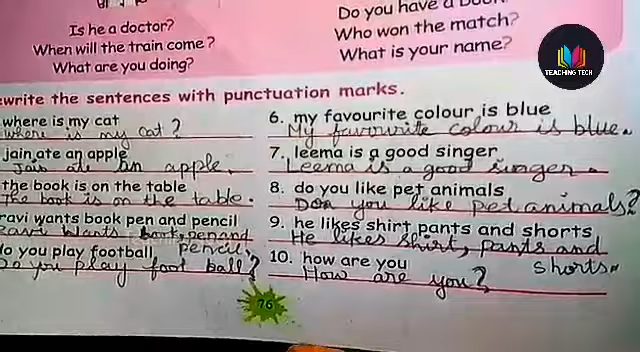 Is he a doctor?
When will the train come?
What are you doing?
Do you have a
Who won the match?
What is your name?
TEACHING TECH
write the sentences with punctuation marks.
where is my cat
where is my cat?
jain ate an apple
Jain ate an apple.
the book is on the table
The book is on the table.
ravi wants book pen and pencil
Ravi wants book, pen and
pencil.
do you play football
Do you play foot ball?
6. my favourite colour is blue
My favourite colour is blue.
7. leema is a good singer
Leema is a good singer.
8. do you like pet animals
you like pet animals?
9. he likes shirt pants and shorts
He likes shirt, pants and
shorts.
10. how are you
How are you?
76